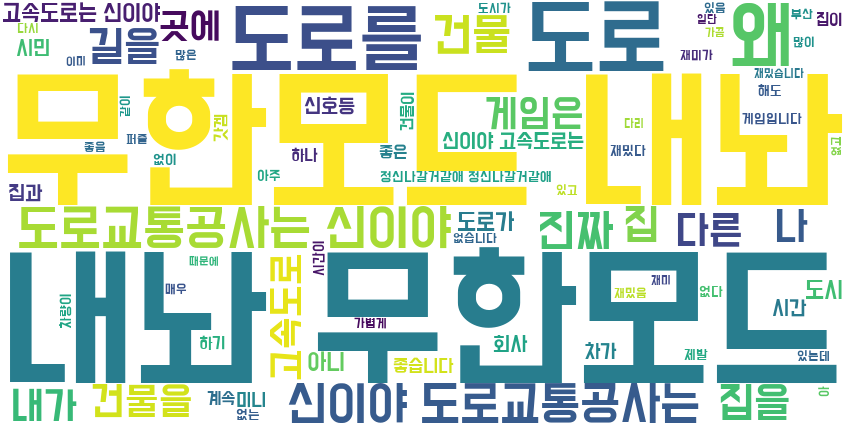 고속도로는 신이야 곳에 도로를 도시가 건물 도로 왜 있음 일단 가끔 부산 집이
다시 시민 이미 길을 많은 재미가 많이
무한모드 내놔
같이 신호등 갓겜 건물이 게임은 재밌습니다 해도
좋음 퍼즐 하나 좋은 신이야 고속도로는 다리 게임입니다
없이 재밌다 않고
집과 아주 정신나갈거같애 정신나갈거같애 있고
도로교통공사는 신이야 도로가 진짜 집 다른 나
없습니다
내놔 무한모드
때문에 시간이 재미
차량이 매우 고속도로 재밌음 없다 시간 도시
하기 가볍게 회사 차가
아니 좋습니다 제발 있는데
내가 건물을 계속 미니 신이야 도로교통공사는 집을 아
없는